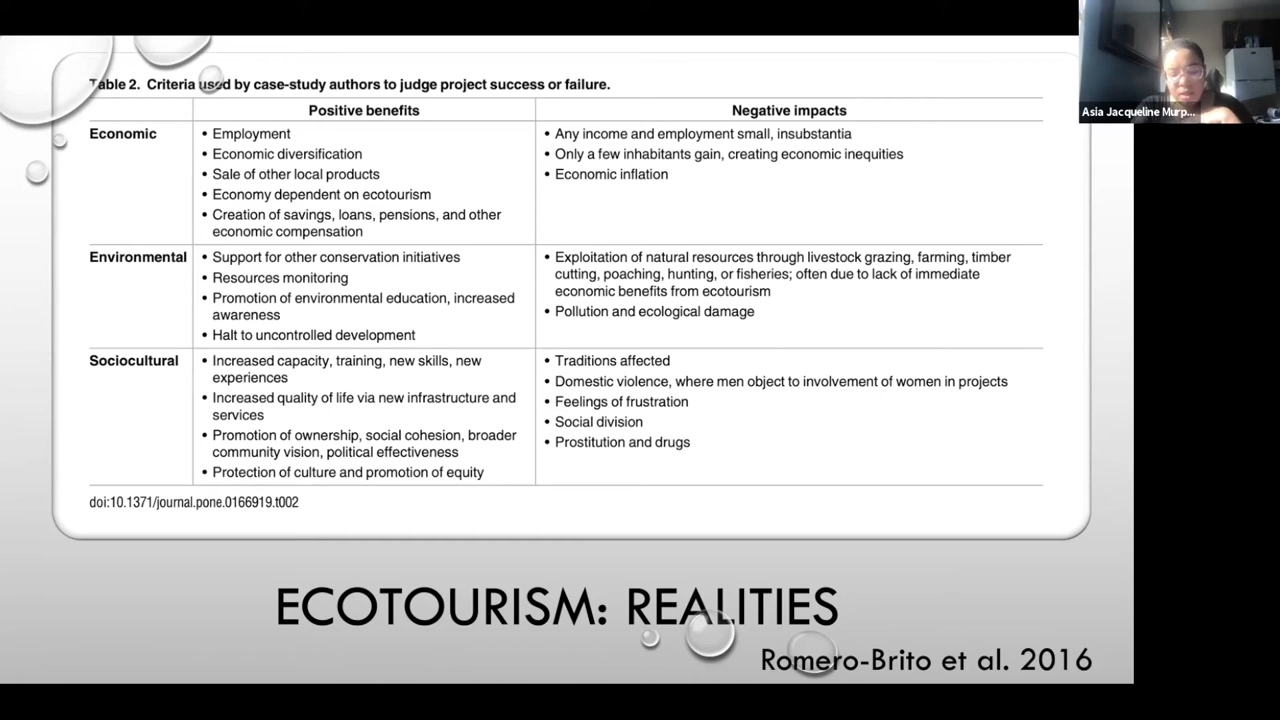 Table 2. Criteria used by case-study authors to judge project success or failure.
Positive benefits
Negative impacts
Economic
• Employment
• Economic diversification
• Sale of other local products
• Economy dependent on ecotourism
• Creation of savings, loans, pensions, and other
economic compensation
• Any income and employment small, insubstantia
• Only a few inhabitants gain, creating economic inequities
• Economic inflation
Environmental
• Support for other conservation initiatives
• Resources monitoring
• Promotion of environmental education, increased
awareness
• Halt to uncontrolled development
• Exploitation of natural resources through livestock grazing, farming, timber
cutting, poaching, hunting, or fisheries; often due to lack of immediate
economic benefits from ecotourism
• Pollution and ecological damage
Sociocultural
• Increased capacity, training, new skills, new
experiences
• Increased quality of life via new infrastructure and
services
• Promotion of ownership, social cohesion, broader
community vision, political effectiveness
• Protection of culture and promotion of equity
• Traditions affected
• Domestic violence, where men object to involvement of women in projects
• Feelings of frustration
• Social division
• Prostitution and drugs
doi:10.1371/journal.pone.0166919.t002
ECOTOURISM: REALITIES
Romero-Brito et al. 2016
Asia Jacqueline Murp...